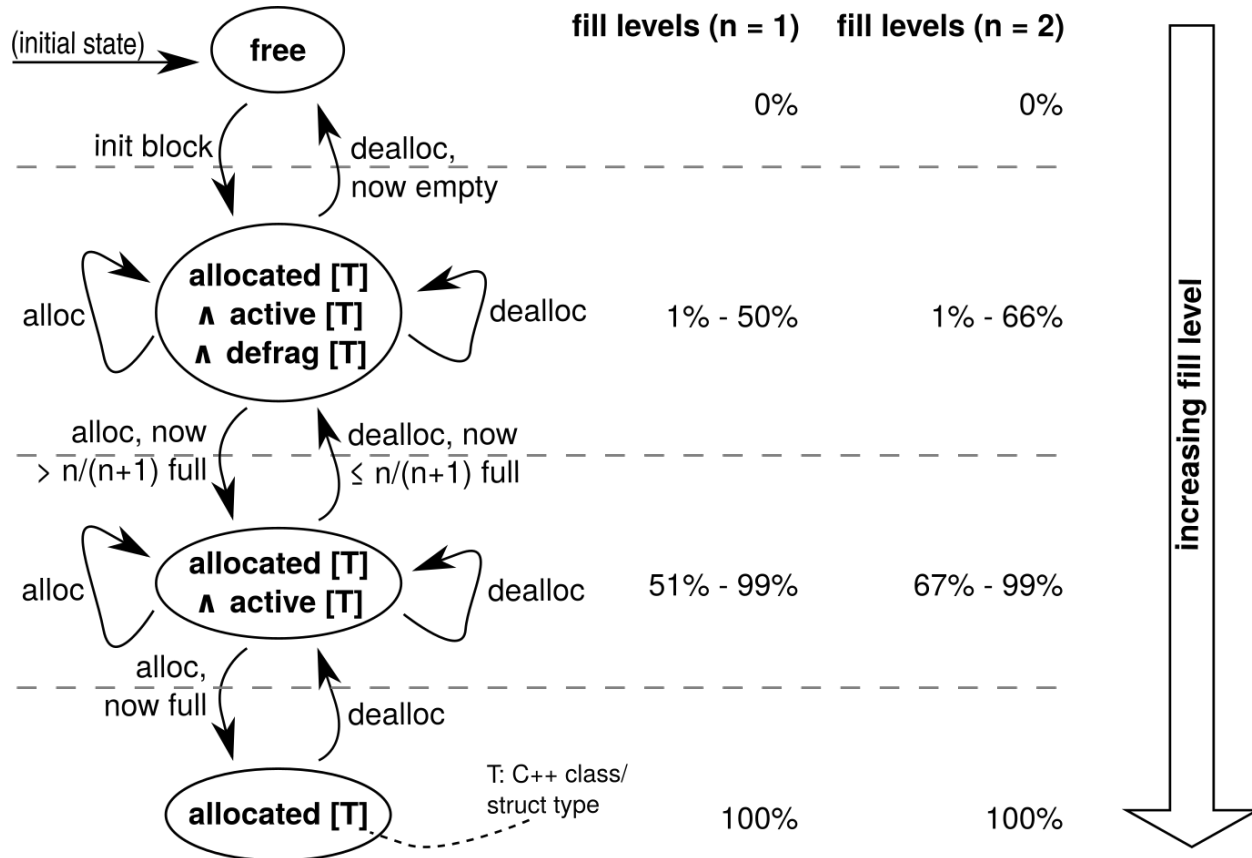 fill levels (n = 1)
fill levels (n = 2)
(initial state)
free
0%
0%
init block
dealloc,
now empty
allocated [T]
∧ active [T]
∧ defrag [T]
alloc
dealloc
1% - 50%
1% - 66%
increasing fill level
alloc, now
> n/(n+1) full
dealloc, now
≤ n/(n+1) full
allocated [T]
∧ active [T]
alloc
dealloc
51% - 99%
67% - 99%
alloc,
now full
dealloc
T: C++ class/
struct type
allocated [T]
100%
100%